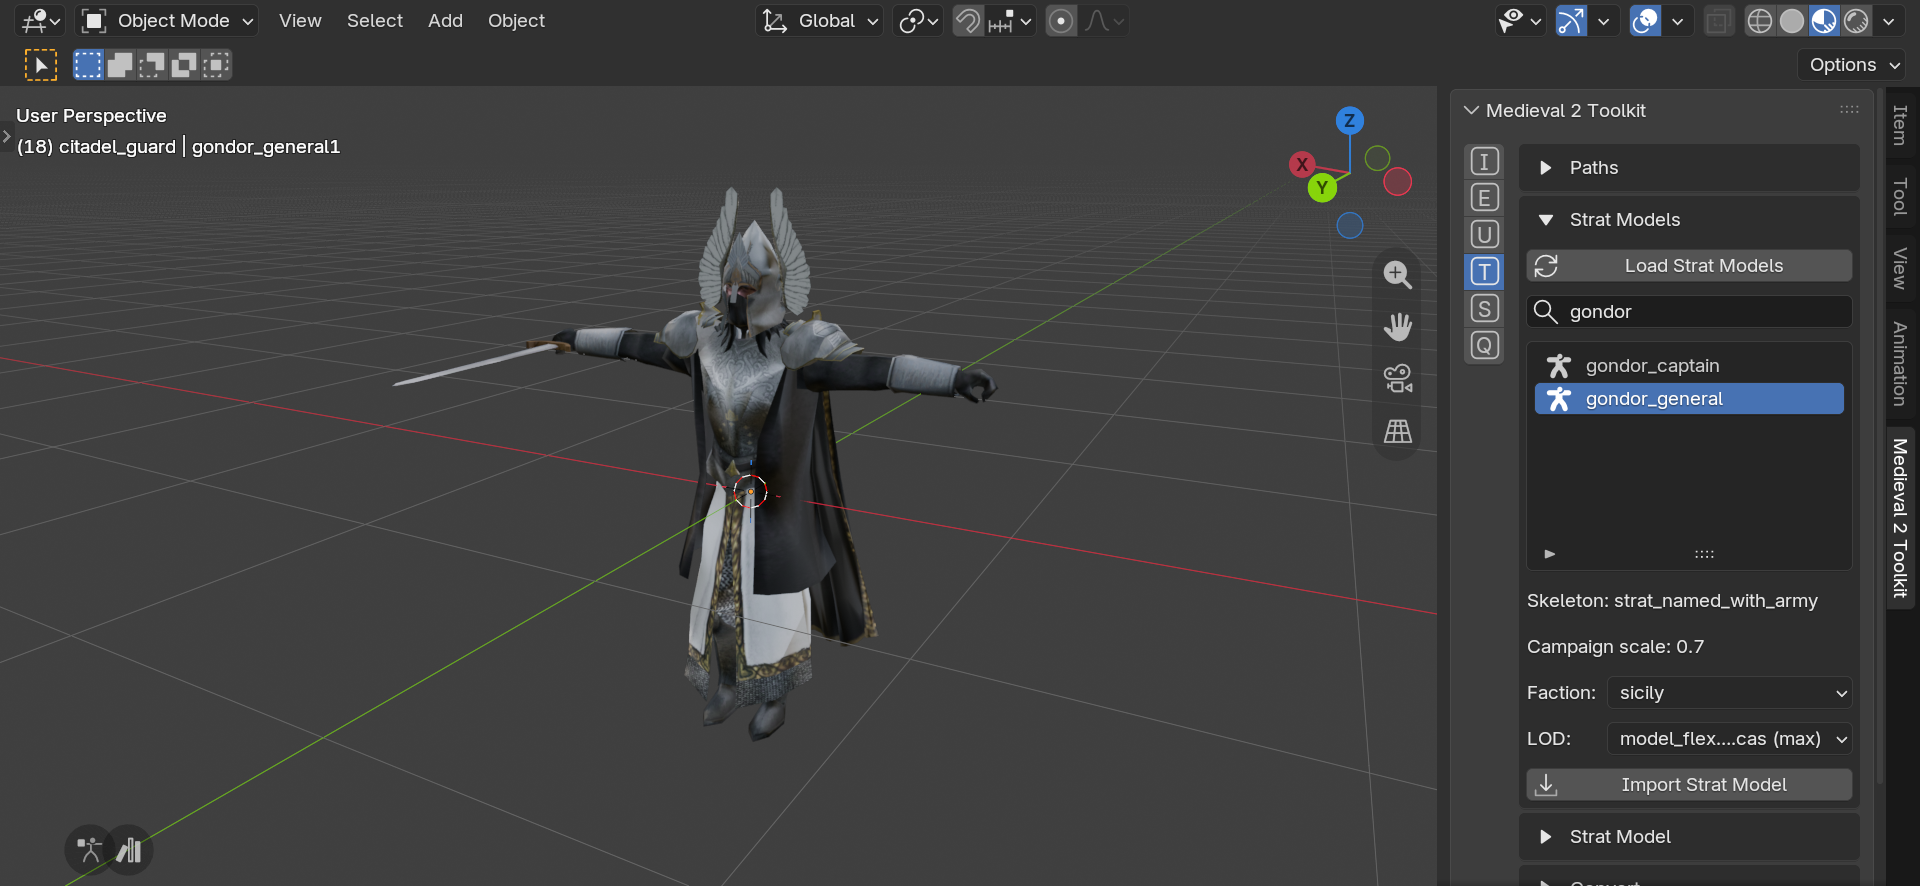 Object Mode View Select Add Object Global
Options
User Perspective
(18) citadel_guard | gondor_general1
Z
X
Y
Medieval 2 Toolkit
I
E
U
T
S
Q
Paths
Strat Models
Load Strat Models
gondor
gondor_captain
gondor_general
Skeleton: strat_named_with_army
Campaign scale: 0.7
Faction: sicily
LOD: model_flex....cas (max)
Import Strat Model
Strat Model
Item
Tool
View
Animation
Medieval 2 Toolkit